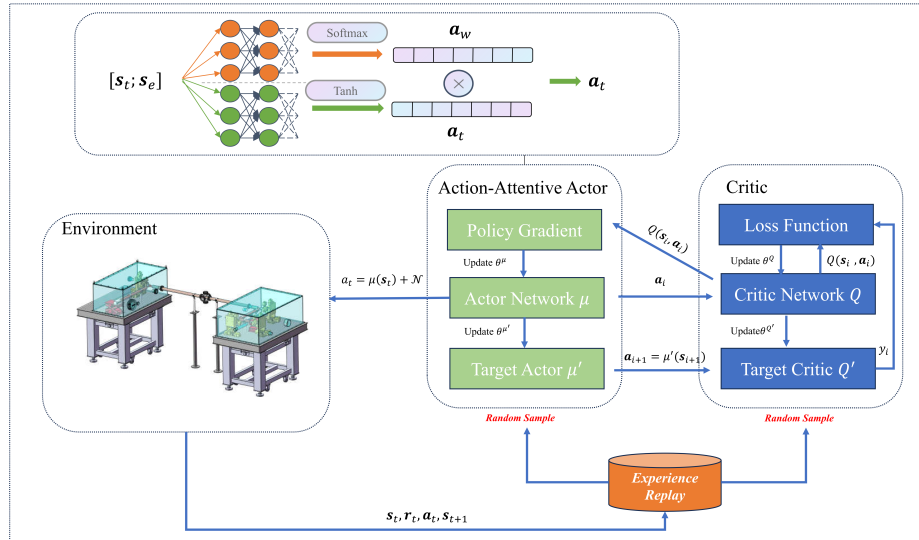 Softmax
a_w
[s_t; s_e]
×
a_t
Tanh
a_t
Action-Attentive Actor
Critic
Environment
Policy Gradient
Q(s_i, a_i)
Loss Function
Update θ^μ
Update θ^Q
Q(s_i, a_i)
a_t = μ(s_t) + 𝒩
Actor Network μ
a_i
Critic Network Q
Update θ^μ′
Updateθ^Q′
a_{i+1} = μ′(s_{i+1})
y_i
Target Actor μ′
Target Critic Q′
Random Sample
Random Sample
Experience
Replay
s_t, r_t, a_t, s_{t+1}